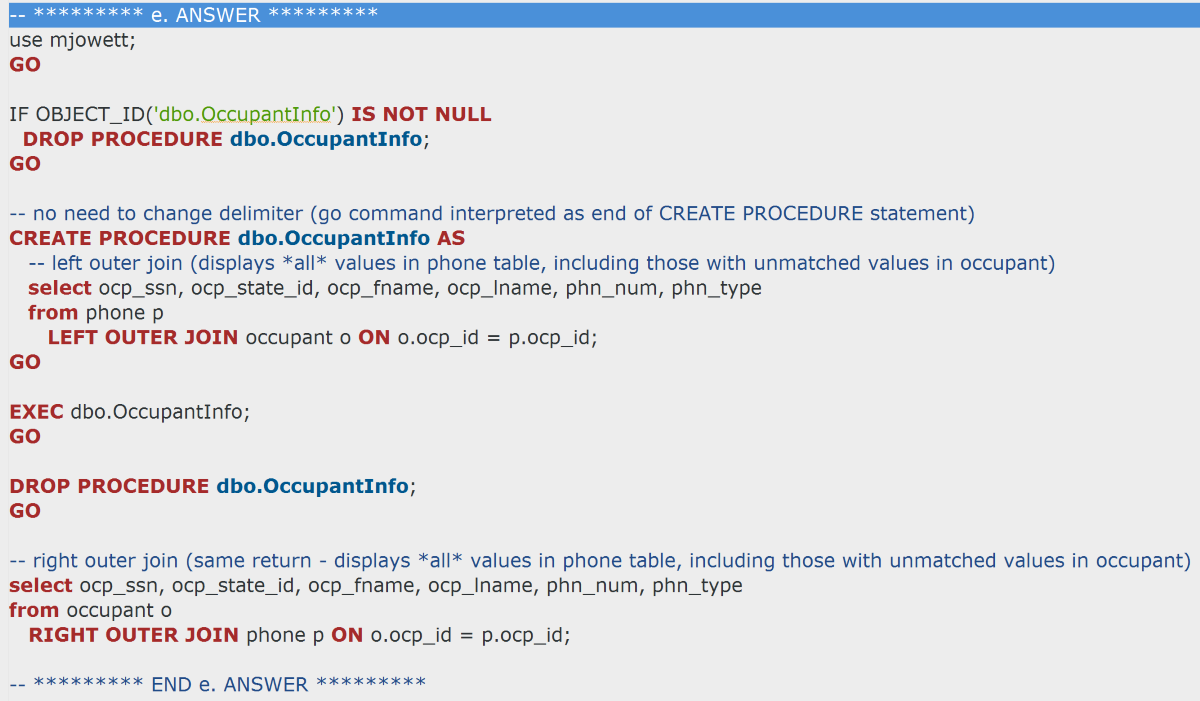 -- ********* e. ANSWER *********
use mjowett;
GO
IF OBJECT_ID('dbo.OccupantInfo') IS NOT NULL
DROP PROCEDURE dbo.OccupantInfo;
GO
-- no need to change delimiter (go command interpreted as end of CREATE PROCEDURE statement)
CREATE PROCEDURE dbo.OccupantInfo AS
-- left outer join (displays *all* values in phone table, including those with unmatched values in occupant)
select ocp_ssn, ocp_state_id, ocp_fname, ocp_lname, phn_num, phn_type
from phone p
LEFT OUTER JOIN occupant o ON o.ocp_id = p.ocp_id;
GO
EXEC dbo.OccupantInfo;
GO
DROP PROCEDURE dbo.OccupantInfo;
GO
-- right outer join (same return - displays *all* values in phone table, including those with unmatched values in occupant)
select ocp_ssn, ocp_state_id, ocp_fname, ocp_lname, phn_num, phn_type
from occupant o
RIGHT OUTER JOIN phone p ON o.ocp_id = p.ocp_id;
-- ********* END e. ANSWER *********